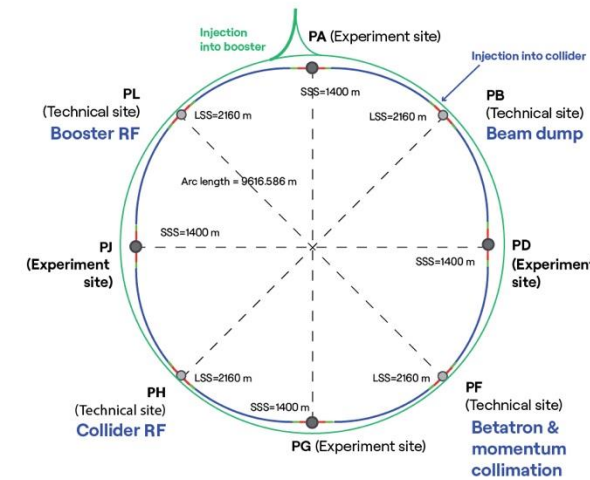 Injection
into booster
PA (Experiment site)
Injection into collider
SSS=1400 m
PL
(Technical site)
Booster RF
LSS=2160 m
LSS=2160 m
PB
(Technical site)
Beam dump
Arc length = 9616.586 m
SSS=1400 m
PJ
(Experiment
site)
SSS=1400 m
PD
(Experimen
site)
LSS=2160 m
LSS=2160 m
PH
(Technical site)
Collider RF
SSS=1400 m
PG (Experiment site)
PF
(Technical site)
Betatron &
momentum
collimation